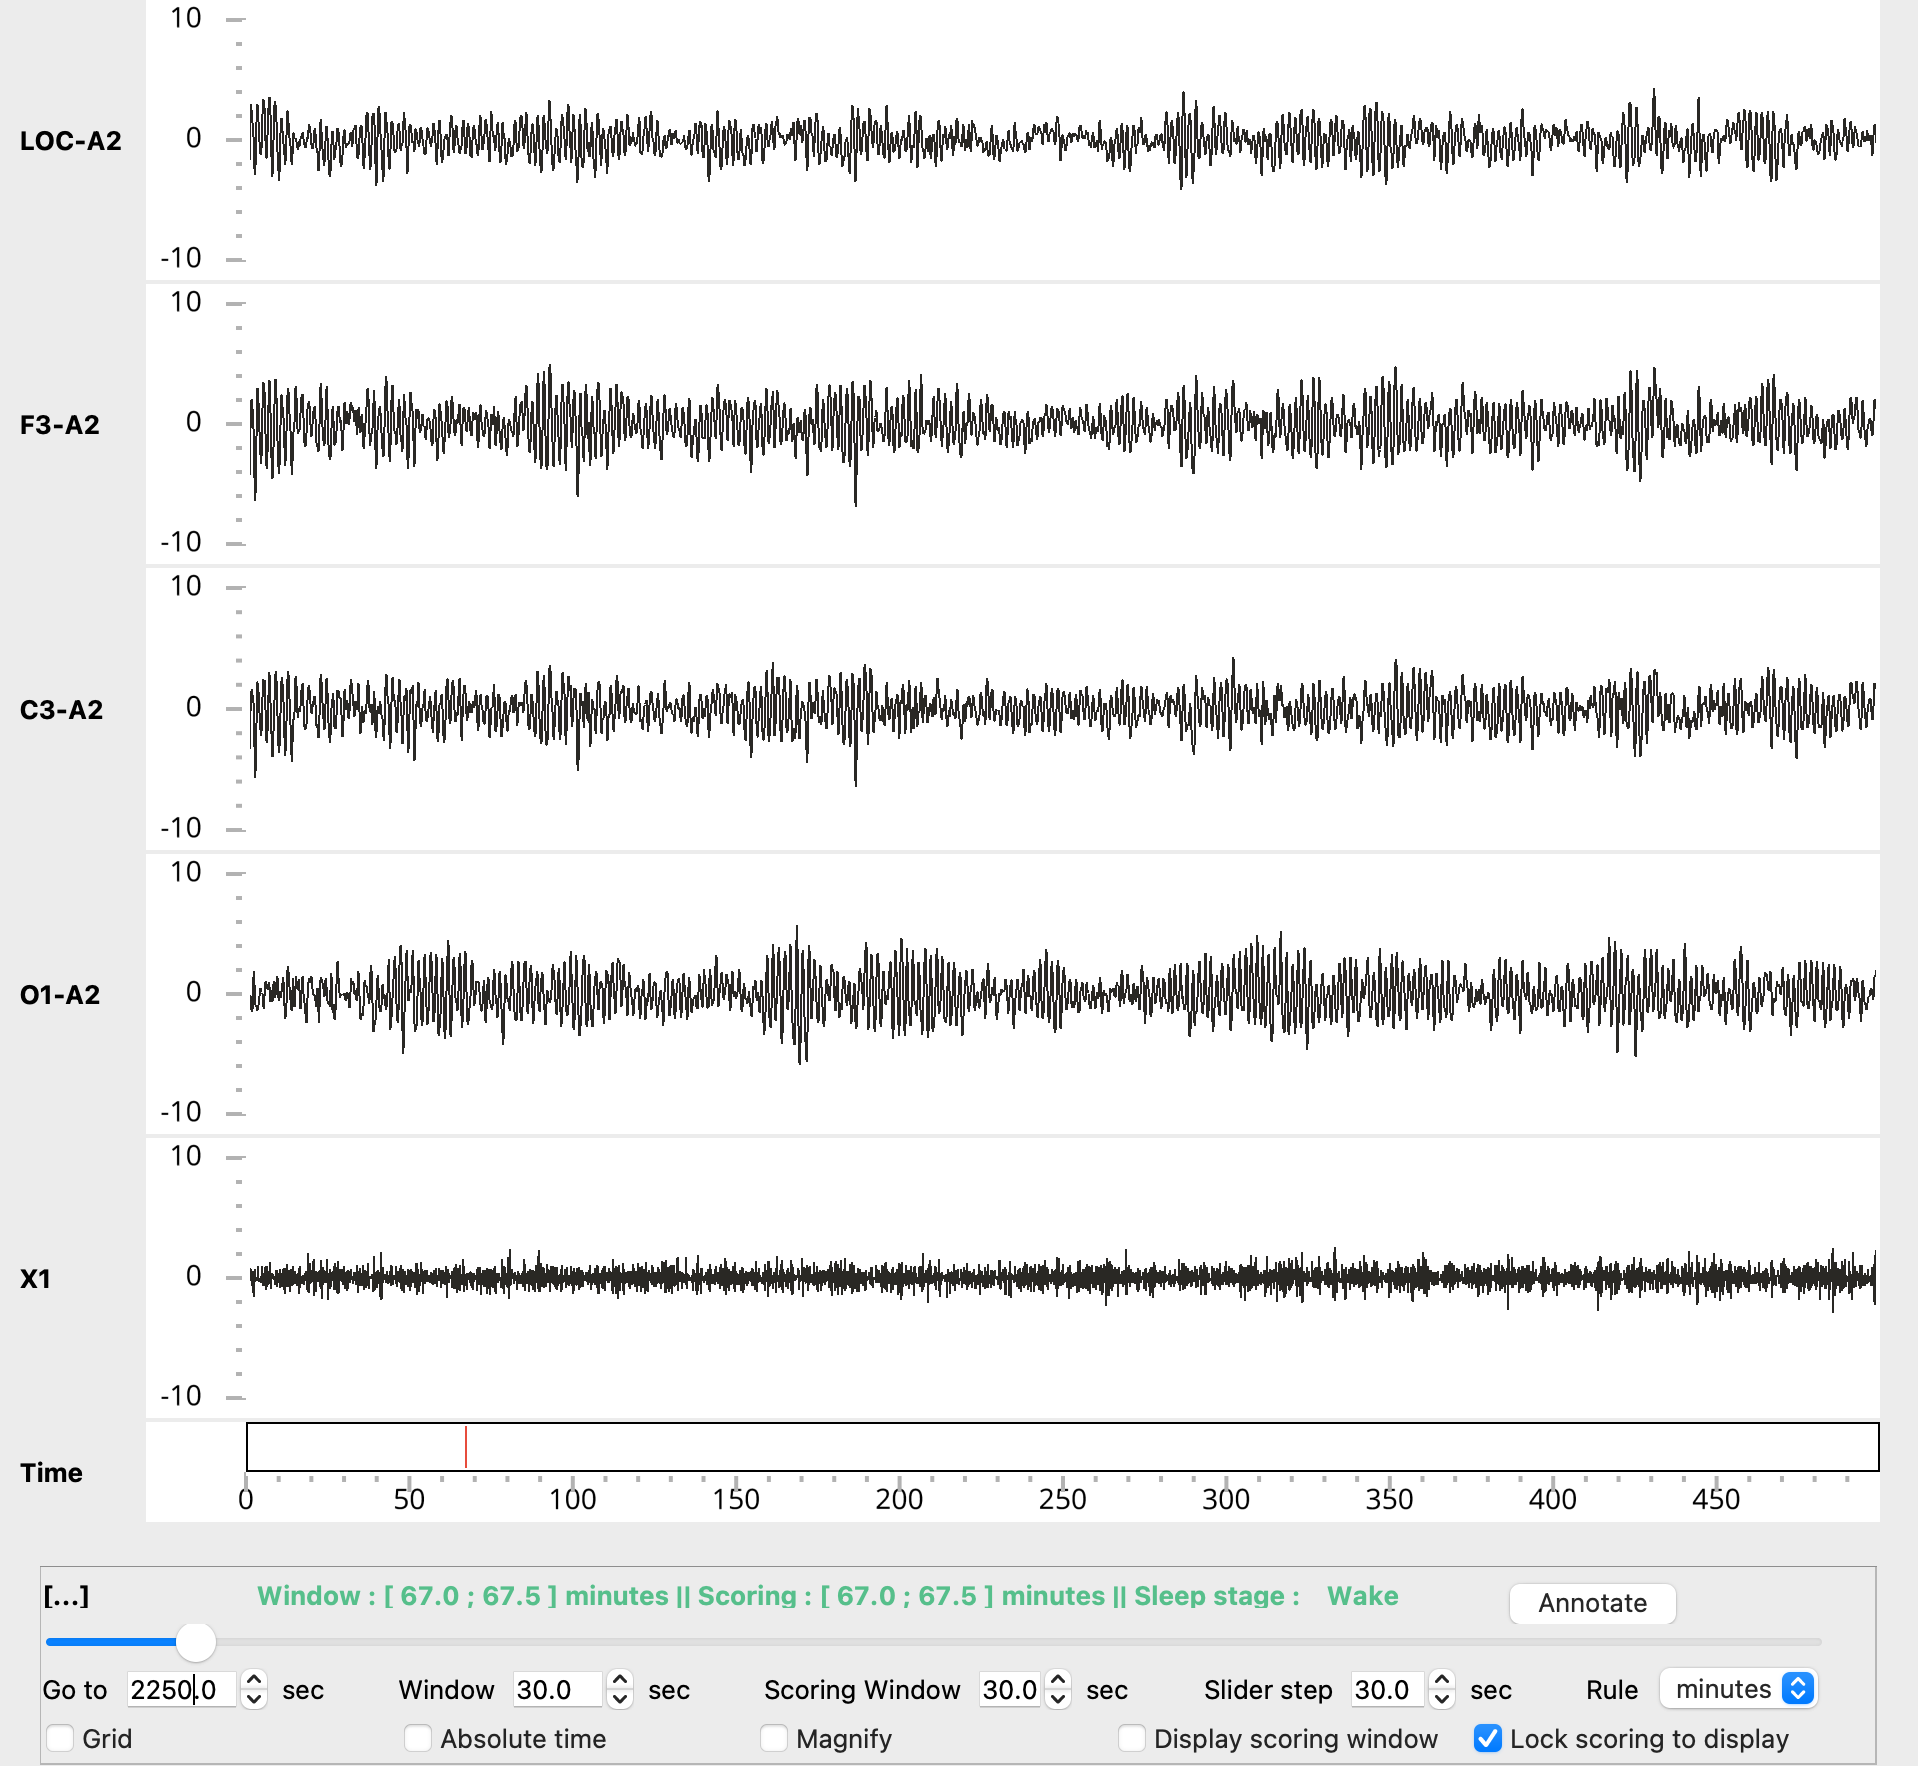 10
LOC-A2
0
-10
10
F3-A2
0
-10
10
C3-A2
0
-10
10
O1-A2
0
-10
10
X1
0
-10
Time
0 50 100 150 200 250 300 350 400 450
[...] Window : [ 67.0 ; 67.5 ] minutes || Scoring : [ 67.0 ; 67.5 ] minutes || Sleep stage : Wake Annotate
Go to 2250.0 sec Window 30.0 sec Scoring Window 30.0 sec Slider step 30.0 sec Rule minutes
Grid Absolute time Magnify Display scoring window Lock scoring to display